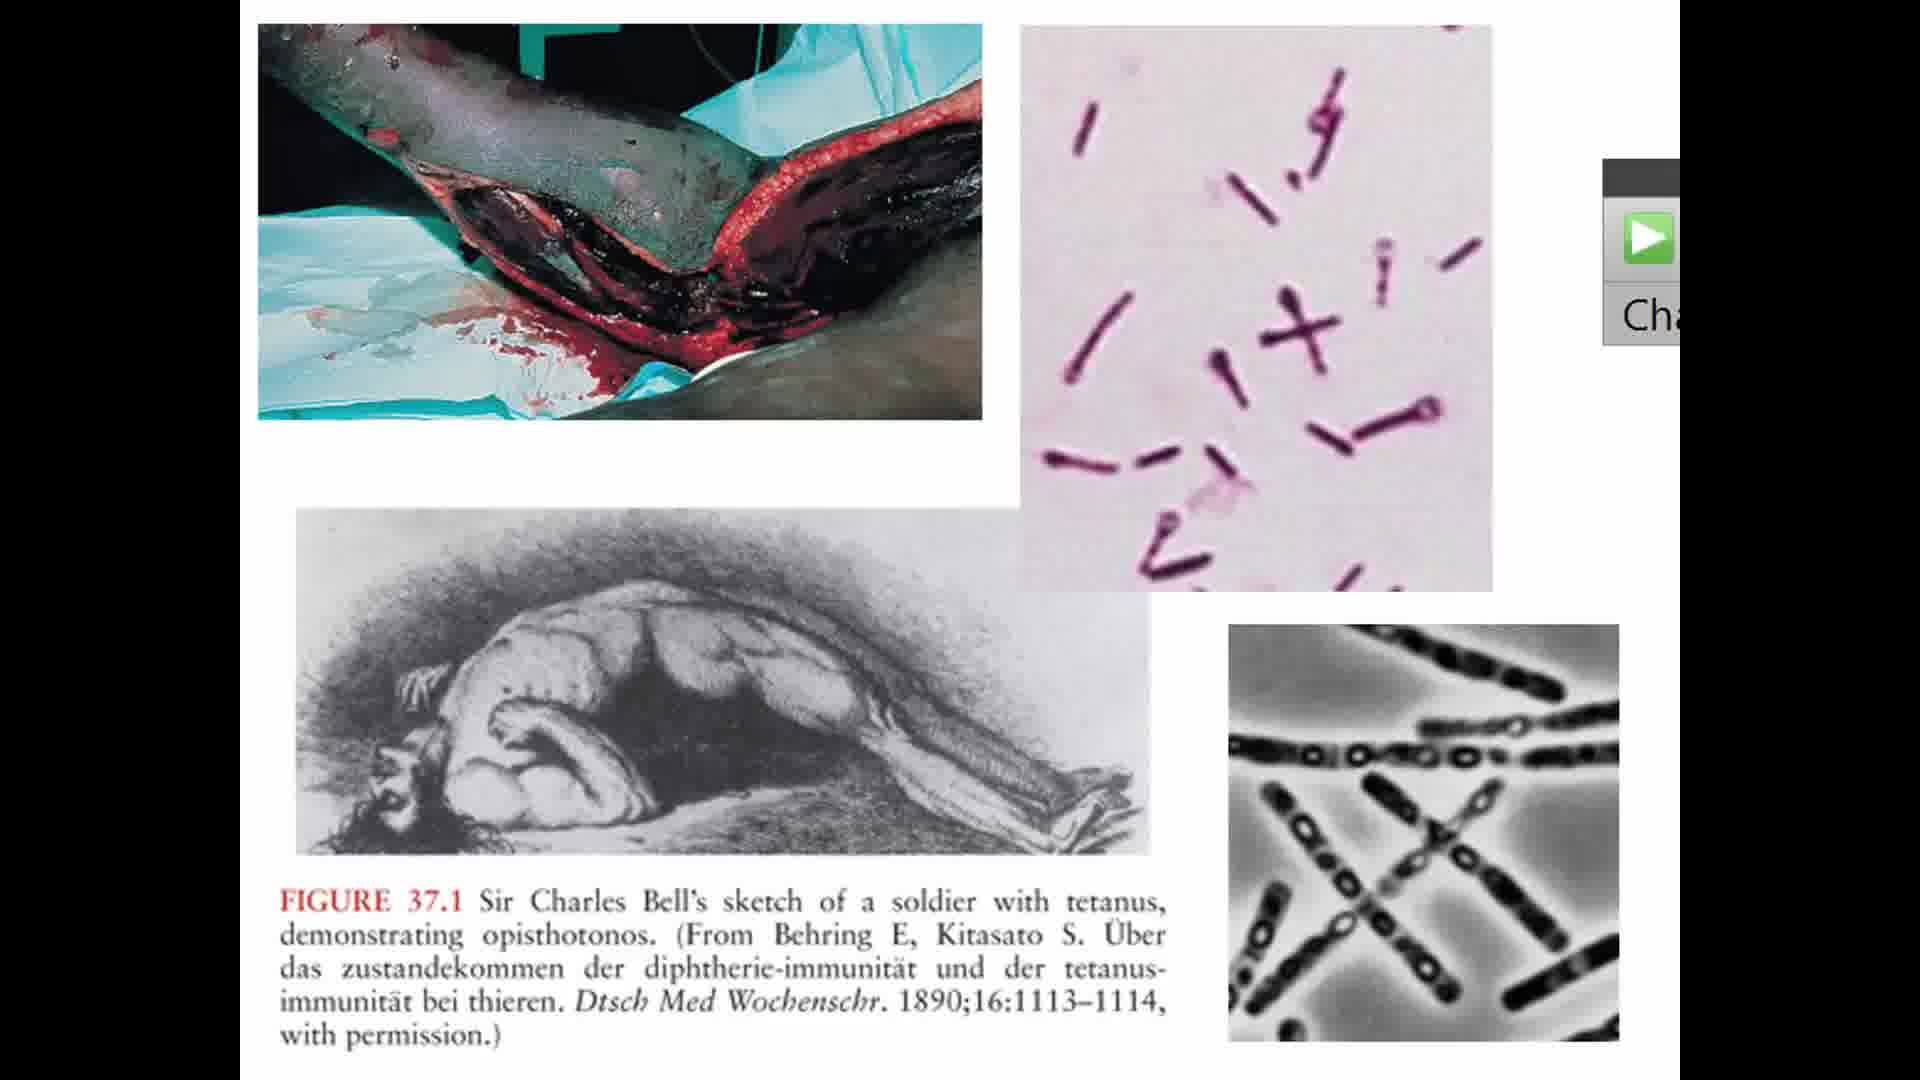 Cha
FIGURE 37.1 Sir Charles Bell's sketch of a soldier with tetanus,
demonstrating opisthotonos. (From Behring E, Kitasato S. Über
das zustandekommen der diphtherie-immunität und der tetanus-
immunität bei thieren. Dtsch Med Wochenschr. 1890;16:1113–1114,
with permission.)